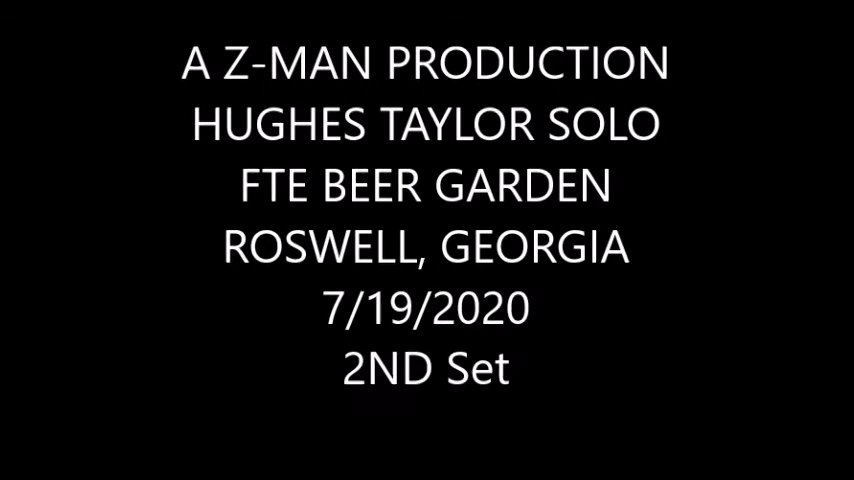 A Z-MAN PRODUCTION
HUGHES TAYLOR SOLO
FTE BEER GARDEN
ROSWELL, GEORGIA
7/19/2020
2ND Set